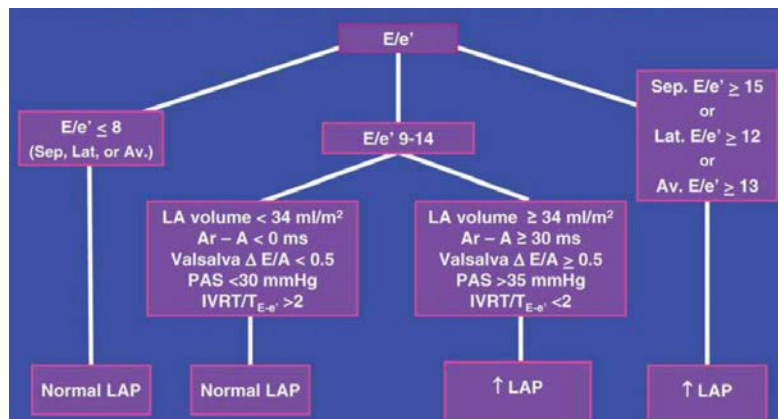 E/e'
E/e' ≤ 8
(Sep, Lat, or Av.)
E/e' 9-14
Sep. E/e' ≥ 15
or
Lat. E/e' ≥ 12
or
Av. E/e' ≥ 13
LA volume < 34 ml/m²
Ar – A < 0 ms
Valsalva Δ E/A < 0.5
PAS <30 mmHg
IVRT/T_E-e' >2
LA volume ≥ 34 ml/m²
Ar – A ≥ 30 ms
Valsalva Δ E/A ≥ 0.5
PAS >35 mmHg
IVRT/T_E-e' <2
Normal LAP
Normal LAP
↑ LAP
↑ LAP